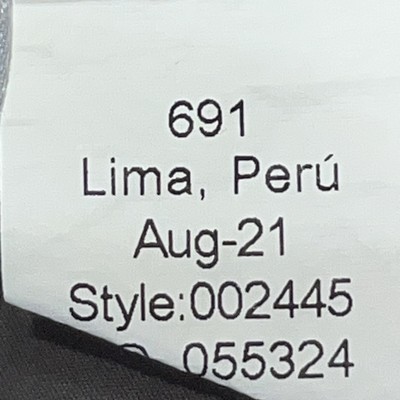 691
Lima, Perú
Aug-21
Style:002445
055324